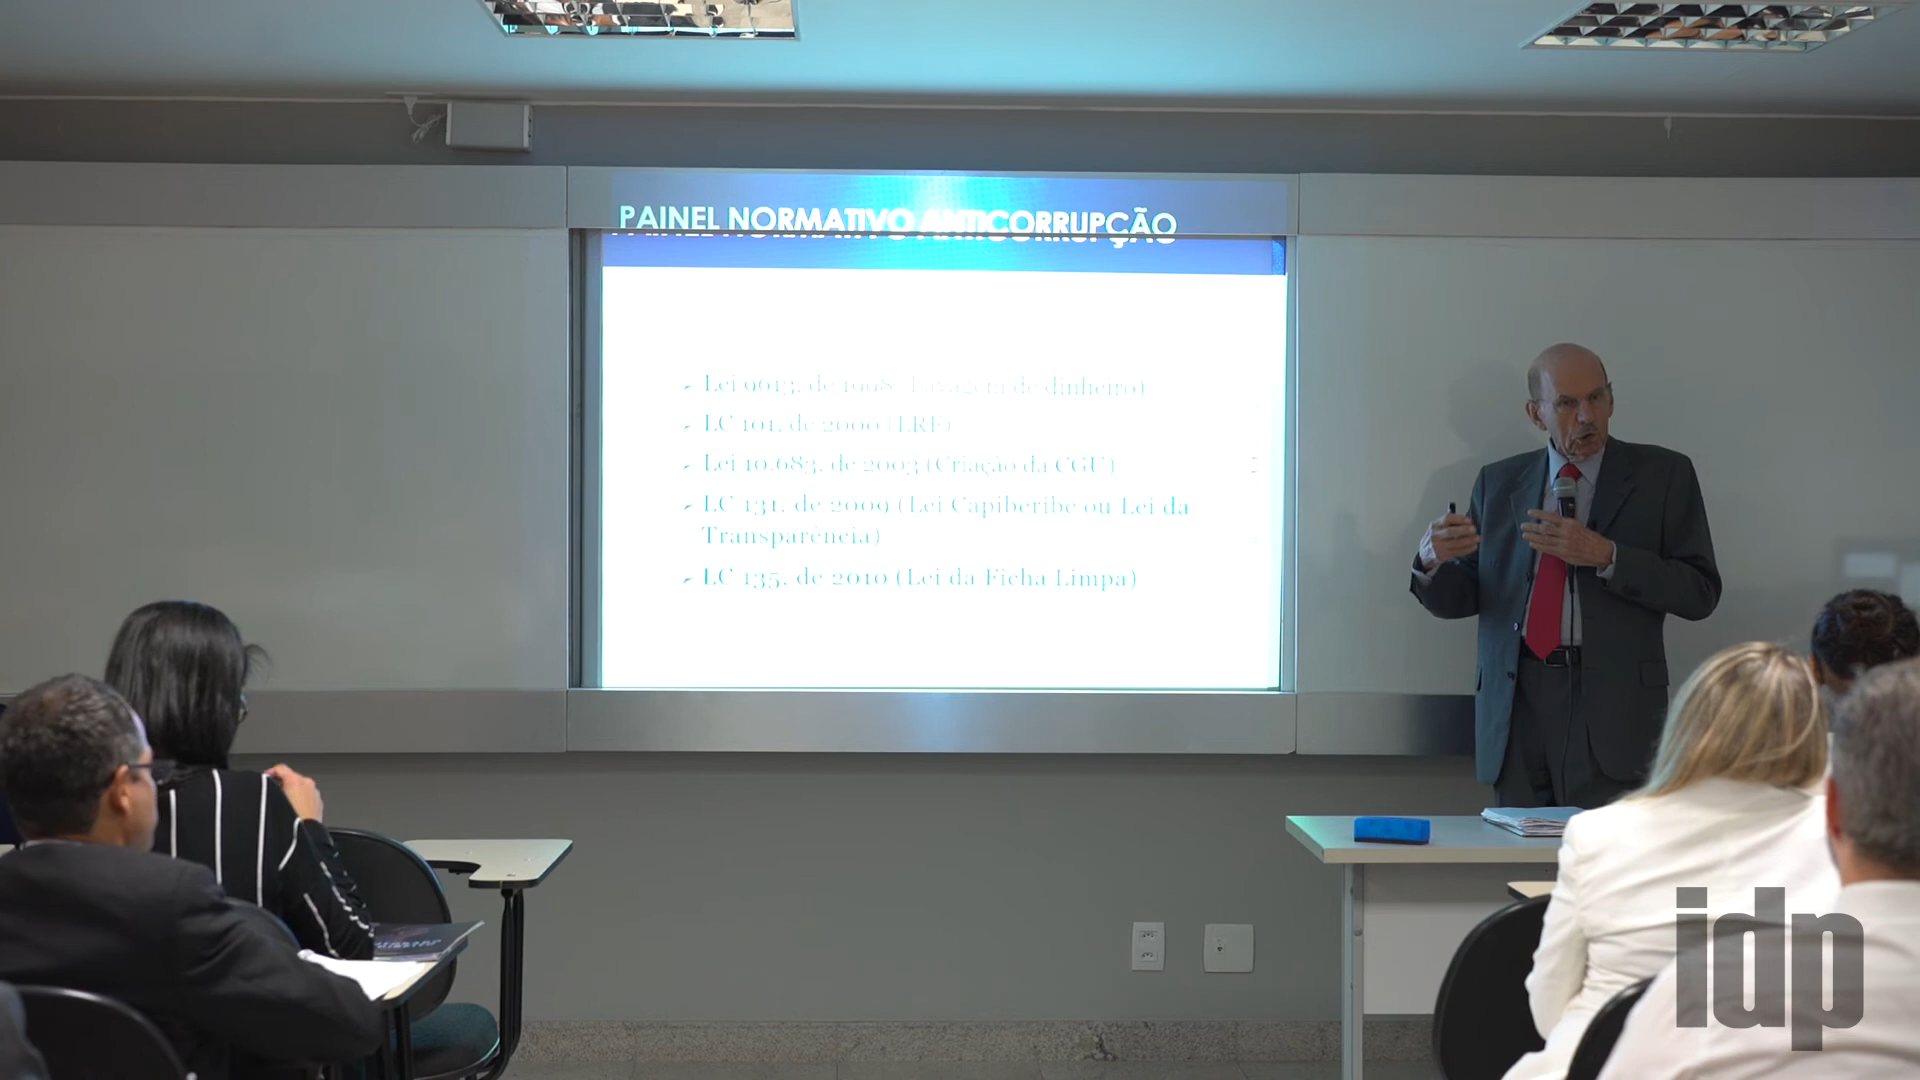 PAINEL NORMATIVO ANTICORRUPÇÃO
Lei 9613, de 1998 (Lavagem de dinheiro)
LC 101, de 2000 (LRF)
Lei 10.683, de 2003 (Criação da CGU)
LC 131, de 2009 (Lei Capiberibe ou Lei da
Transparência)
LC 135, de 2010 (Lei da Ficha Limpa)
idp